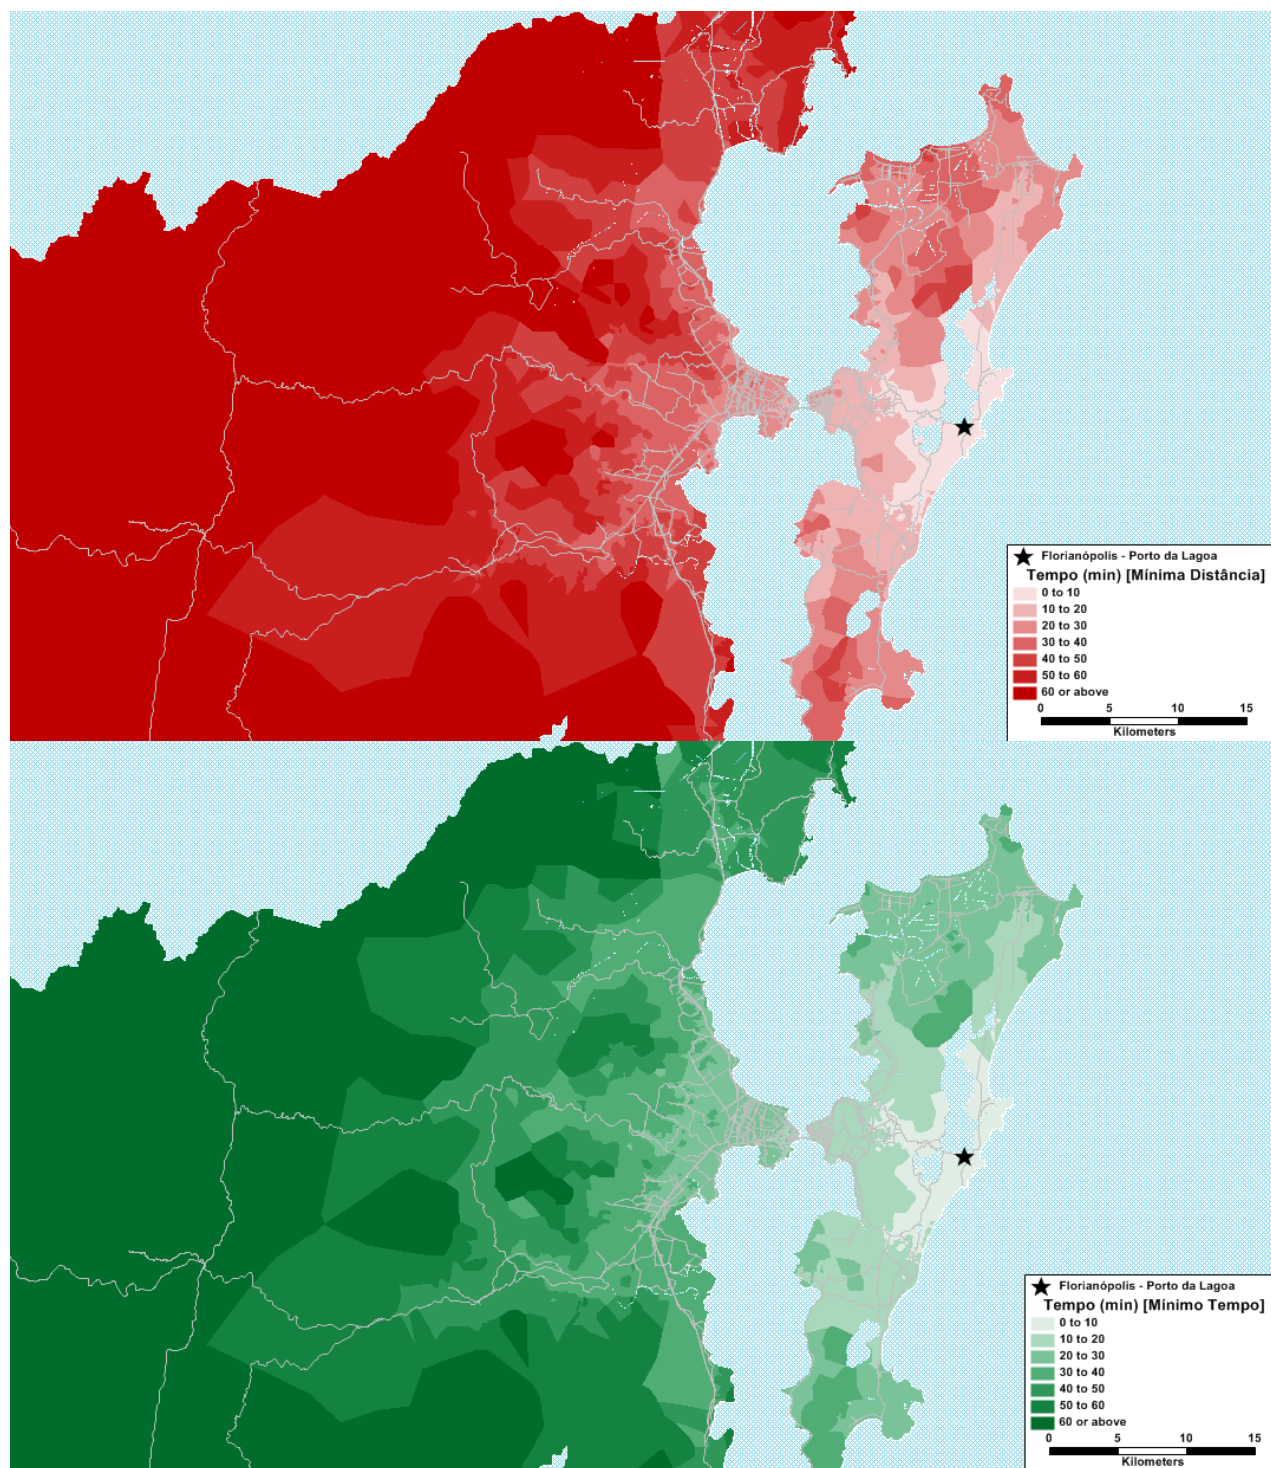 Florianópolis - Porto da Lagoa
Tempo (min) [Mínima Distância]
0 to 10
10 to 20
20 to 30
30 to 40
40 to 50
50 to 60
60 or above
0 5 10 15
Kilometers
Florianópolis - Porto da Lagoa
Tempo (min) [Mínimo Tempo]
0 to 10
10 to 20
20 to 30
30 to 40
40 to 50
50 to 60
60 or above
0 5 10 15
Kilometers